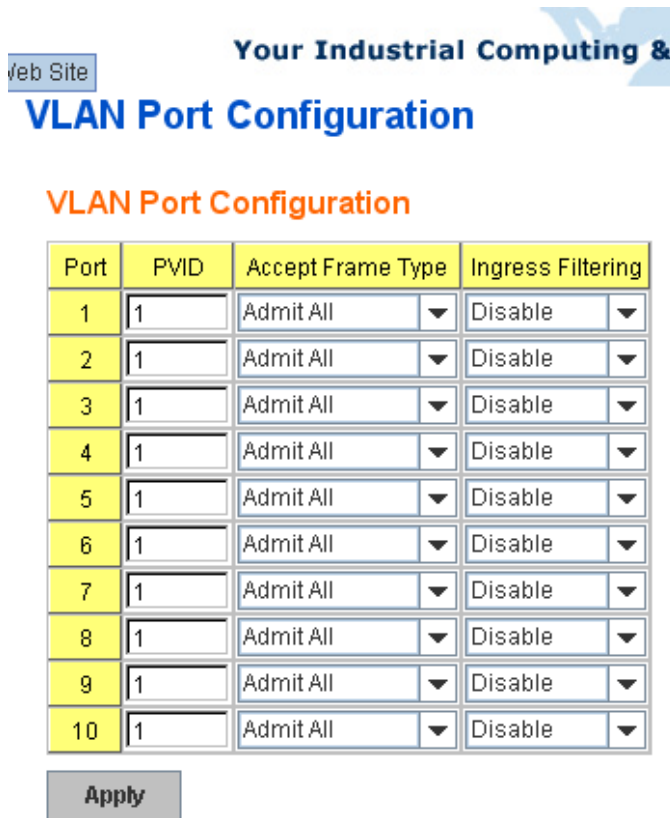 Your Industrial Computing &
Web Site
VLAN Port Configuration
VLAN Port Configuration
Port PVID Accept Frame Type Ingress Filtering
1 1 Admit All Disable
2 1 Admit All Disable
3 1 Admit All Disable
4 1 Admit All Disable
5 1 Admit All Disable
6 1 Admit All Disable
7 1 Admit All Disable
8 1 Admit All Disable
9 1 Admit All Disable
10 1 Admit All Disable
Apply